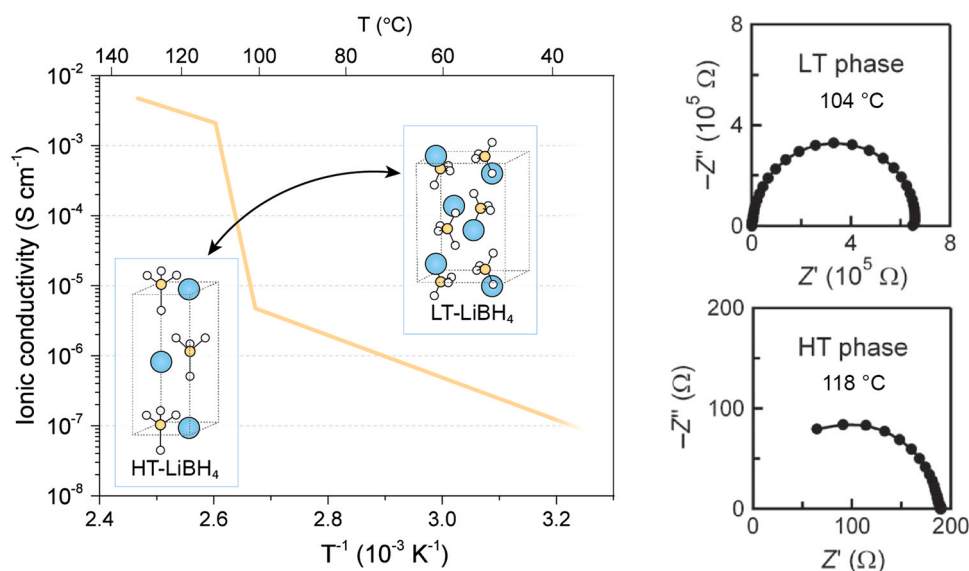 T (°C)
140 120 100 80 60 40
10⁻²
10⁻³
10⁻⁴
10⁻⁵
10⁻⁶
10⁻⁷
10⁻⁸
Ionic conductivity (S cm⁻¹)
LT-LiBH₄
HT-LiBH₄
2.4 2.6 2.8 3.0 3.2
T⁻¹ (10⁻³ K⁻¹)
8
4
0
–Z" (10⁵ Ω)
LT phase
104 °C
0 4 8
Z' (10⁵ Ω)
200
100
0
–Z" (Ω)
HT phase
118 °C
0 100 200
Z' (Ω)